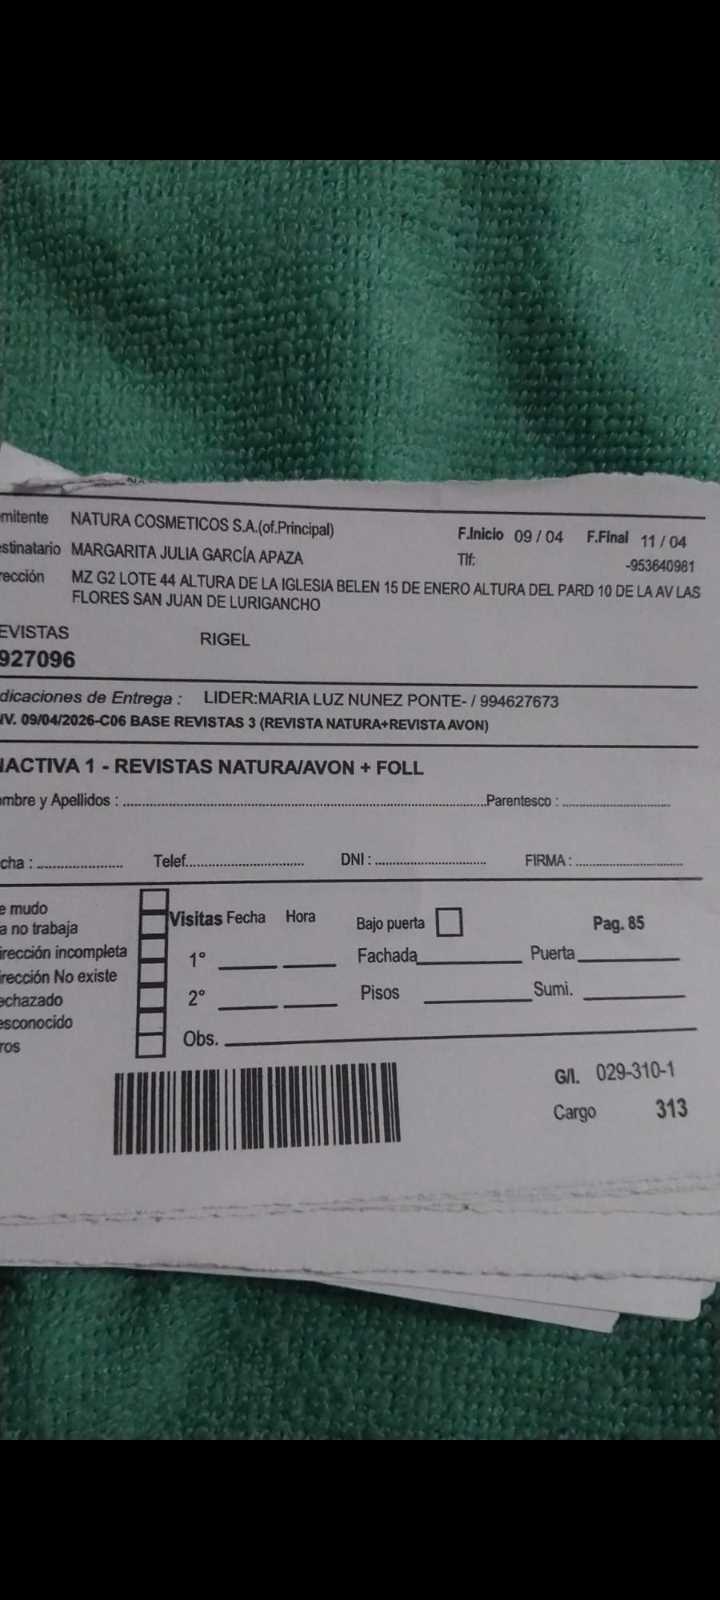 mitente NATURA COSMETICOS S.A.(of.Principal) F.Inicio 09 / 04 F.Final 11 / 04
stinatario MARGARITA JULIA GARCÍA APAZA Tlf: -953640981
rección MZ G2 LOTE 44 ALTURA DE LA IGLESIA BELEN 15 DE ENERO ALTURA DEL PARD 10 DE LA AV LAS
FLORES SAN JUAN DE LURIGANCHO
EVISTAS RIGEL
927096
dicaciones de Entrega : LIDER:MARIA LUZ NUNEZ PONTE- / 994627673
IV. 09/04/2026-C06 BASE REVISTAS 3 (REVISTA NATURA+REVISTA AVON)
IACTIVA 1 - REVISTAS NATURA/AVON + FOLL
ombre y Apellidos : Parentesco :
cha : Telef. DNI : FIRMA :
e mudo
a no trabaja
irección incompleta
irección No existe
echazado
esconocido
ros
Visitas Fecha Hora Bajo puerta Pag. 85
1° Fachada Puerta
2° Pisos Sumi.
Obs.
G/I. 029-310-1
Cargo 313